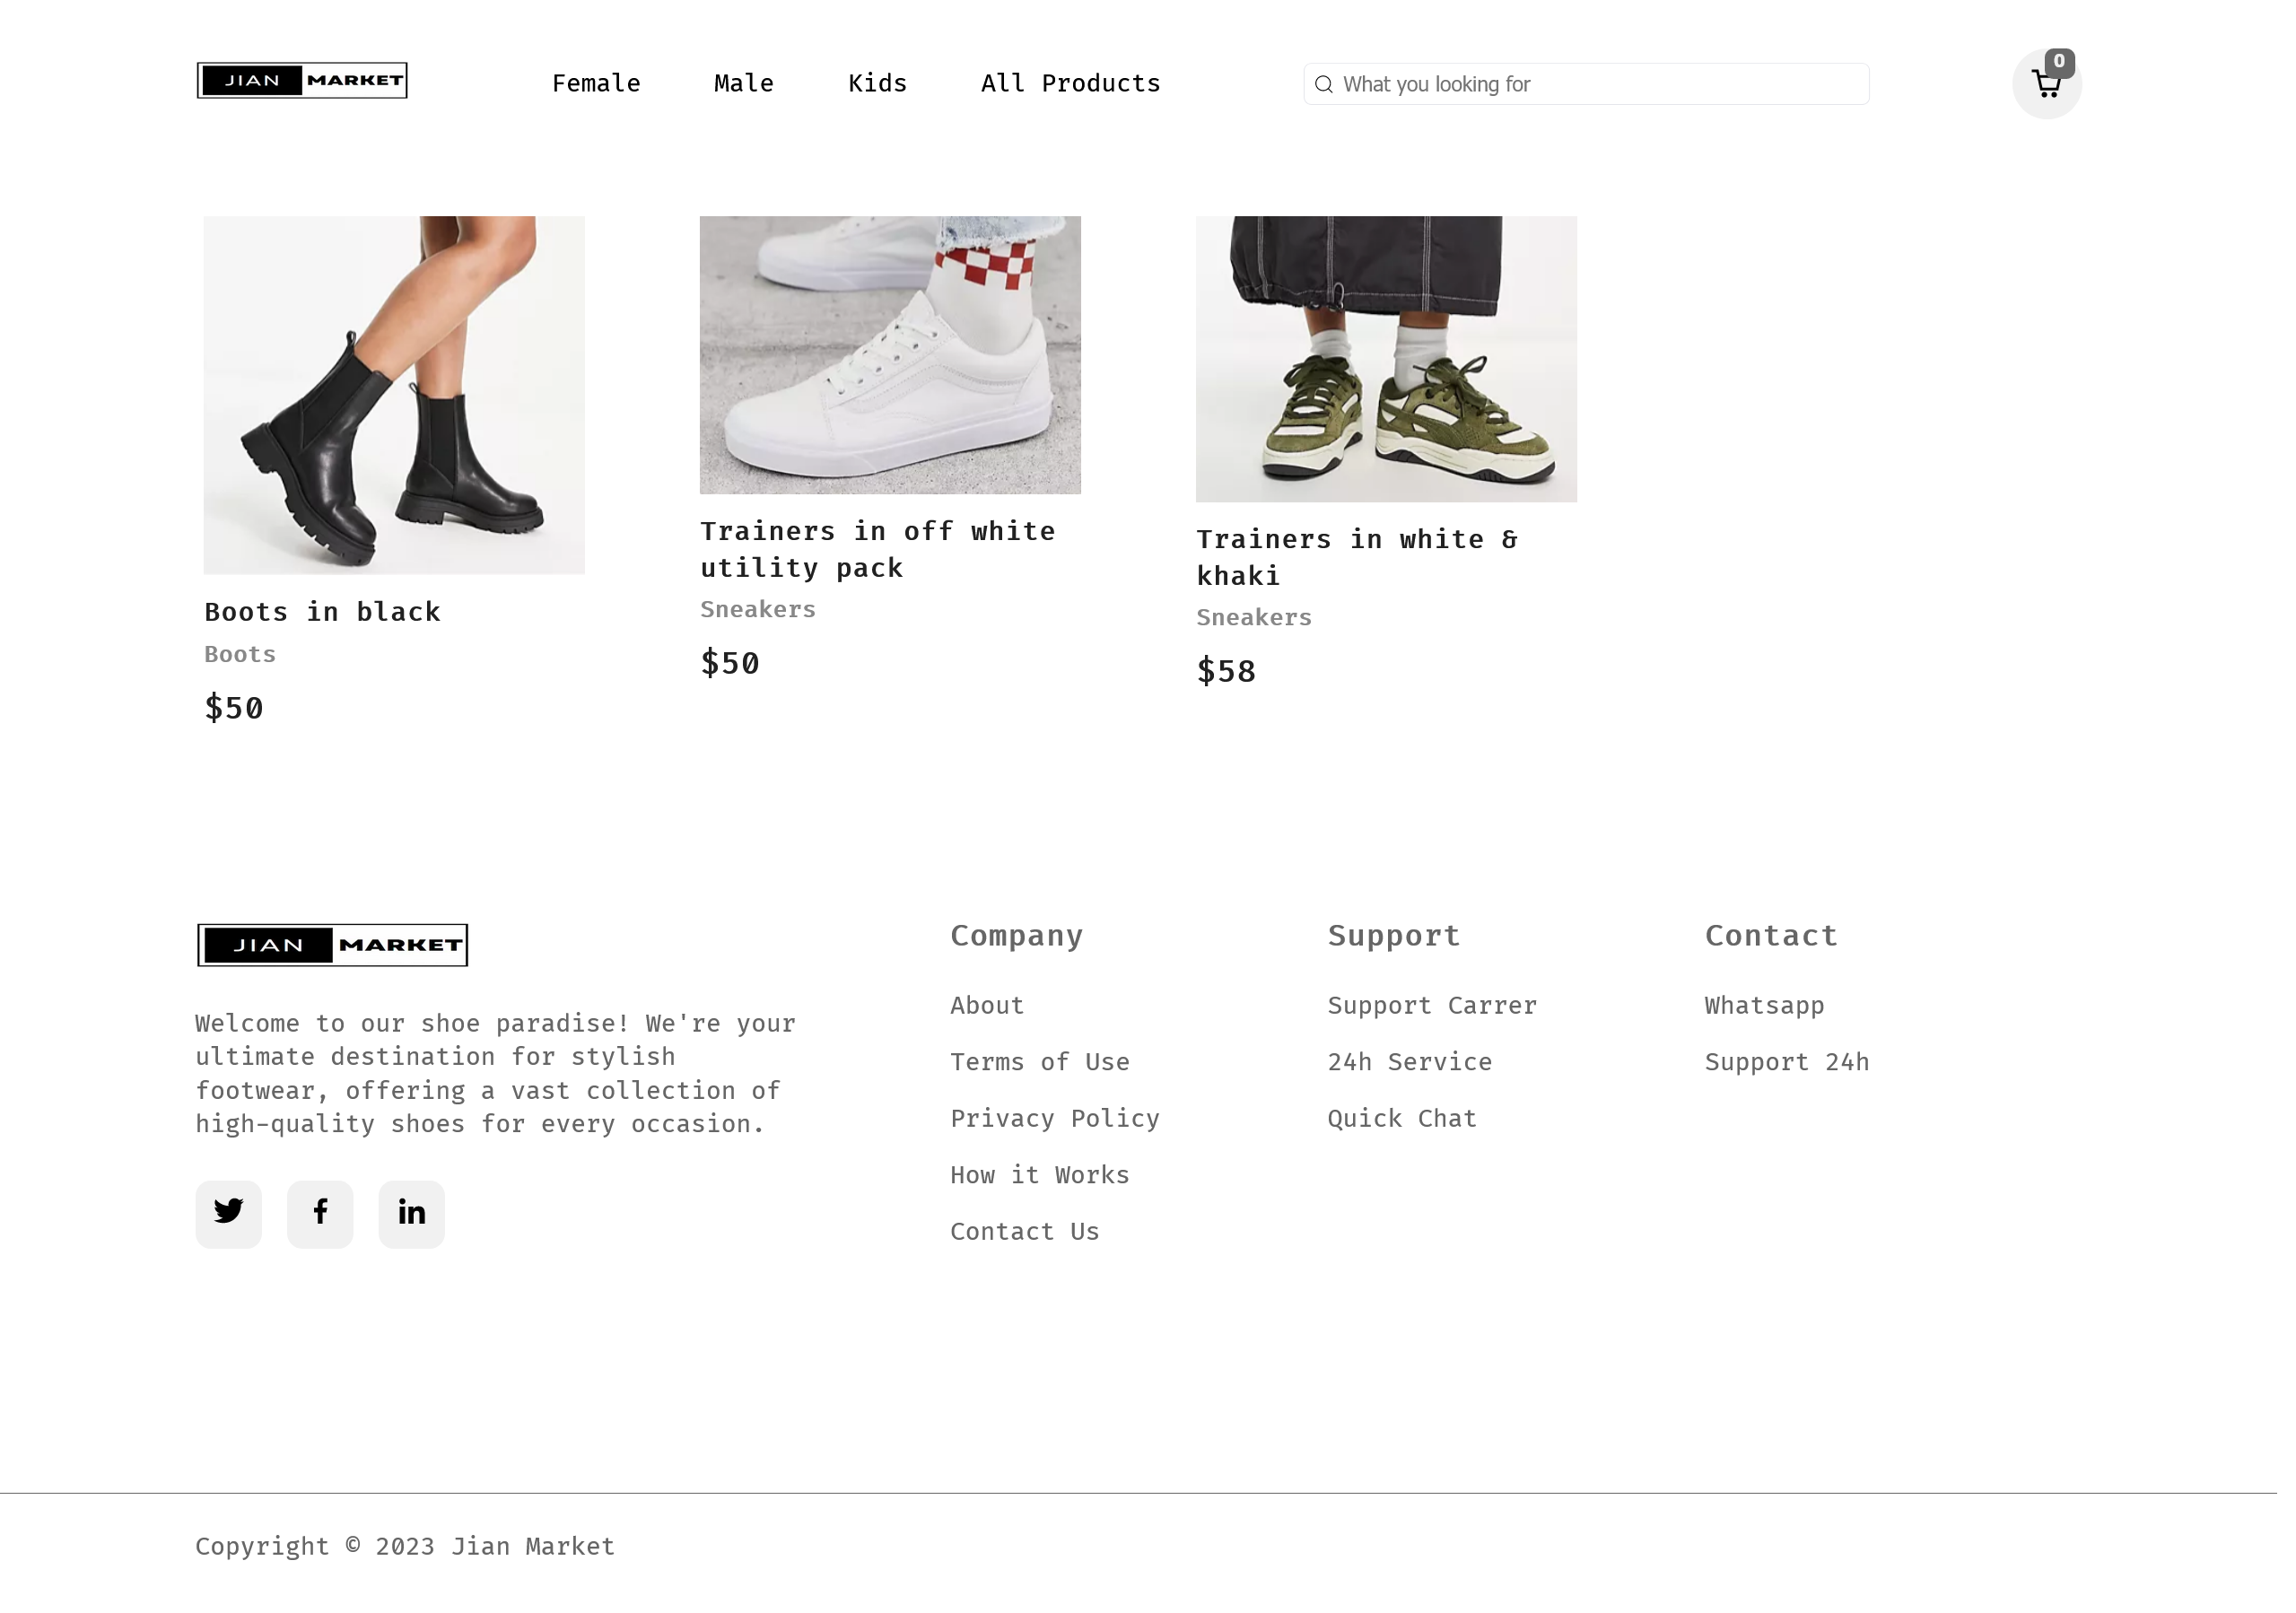 JIAN MARKET
Female
Male
Kids
All Products
What you looking for
0
Boots in black
Boots
$50
Trainers in off white
utility pack
Sneakers
$50
Trainers in white &
khaki
Sneakers
$58
JIAN MARKET
Welcome to our shoe paradise! We're your
ultimate destination for stylish
footwear, offering a vast collection of
high-quality shoes for every occasion.
Company
About
Terms of Use
Privacy Policy
How it Works
Contact Us
Support
Support Carrer
24h Service
Quick Chat
Contact
Whatsapp
Support 24h
Copyright © 2023 Jian Market